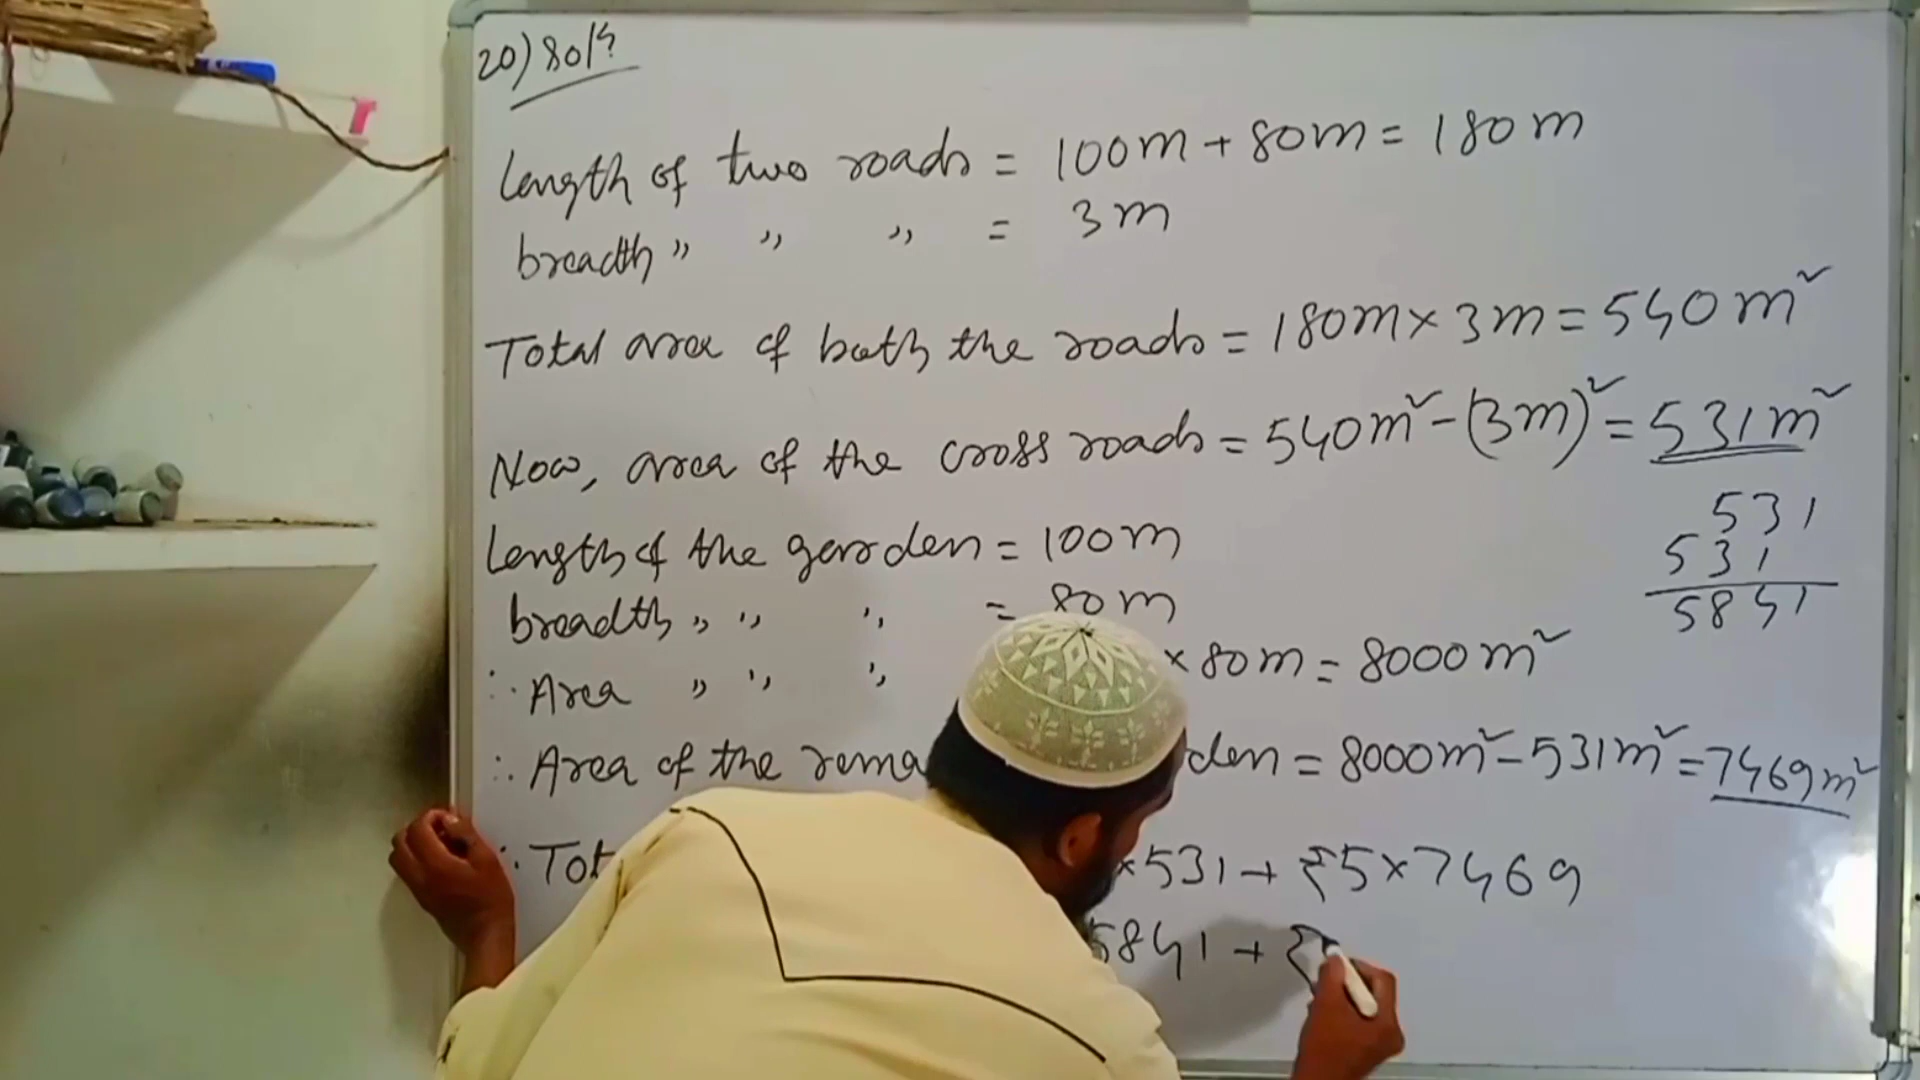 20) soln
Length of two roads = 100m + 80m = 180m
breadth " " " = 3m
Total area of both the roads = 180m × 3m = 540m²
Now, area of the cross roads = 540m² - (3m)² = 531m²
531
531
5841
Length of the garden = 100m
breadth " " " = 80m
∴ Area " " " × 80m = 8000m²
∴ Area of the rema den = 8000m² - 531m² = 7469m²
∴ Tot × 531 + ₹5 × 7469
5841 + ₹